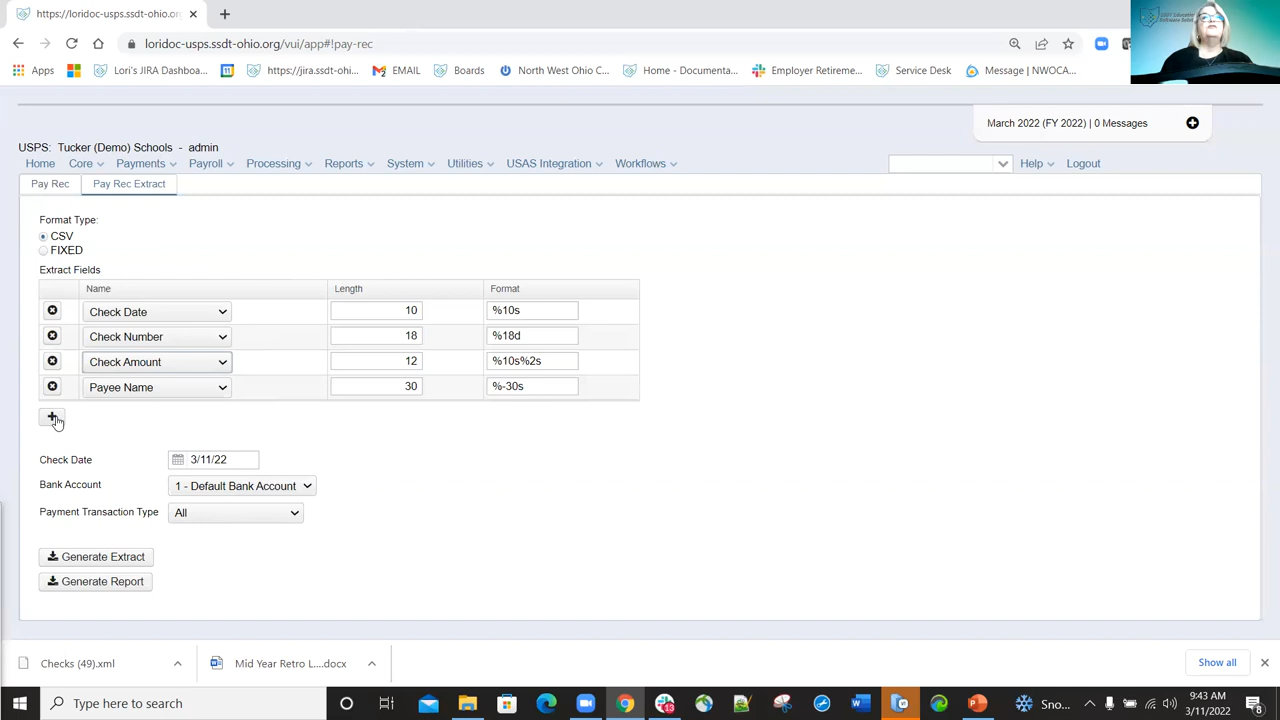 https://loridoc-usps.ssdt-ohio.org/
loridoc-usps.ssdt-ohio.org/vui/app#!pay-rec
Apps Lori's JIRA Dashboa... https://jira.ssdt-ohi... EMAIL Boards North West Ohio C... Home - Documenta... Employer Retireme... Service Desk Message | NWOCA...
March 2022 (FY 2022) | 0 Messages
USPS: Tucker (Demo) Schools - admin
Home Core Payments Payroll Processing Reports System Utilities USAS Integration Workflows Help Logout
Pay Rec Pay Rec Extract
Format Type:
CSV
FIXED
Extract Fields
Name Length Format
Check Date 10 %10s
Check Number 18 %18d
Check Amount 12 %10s%2s
Payee Name 30 %-30s
Check Date 3/11/22
Bank Account 1 - Default Bank Account
Payment Transaction Type All
Generate Extract
Generate Report
Checks (49).xml Mid Year Retro L....docx Show all
Type here to search 13 Sno... 9:43 AM
3/11/2022 8